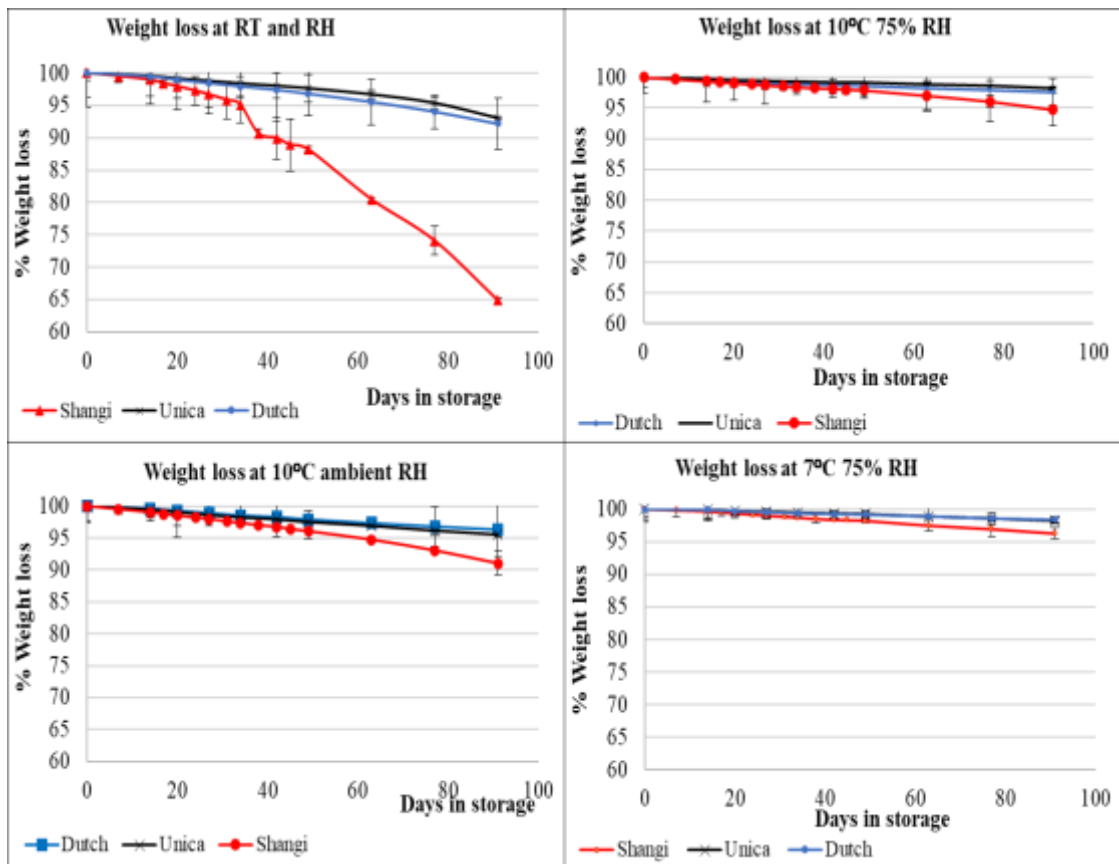 Weight loss at RT and RH
% Weight loss
100
95
90
85
80
75
70
65
60
0 20 40 60 80 100
Days in storage
Shangi Unica Dutch
Weight loss at 10⁰C 75% RH
% Weight loss
100
95
90
85
80
75
70
65
60
0 20 40 60 80 100
Days in storage
Dutch Unica Shangi
Weight loss at 10⁰C ambient RH
% Weight loss
100
95
90
85
80
75
70
65
60
0 20 40 60 80 100
Days in storage
Dutch Unica Shangi
Weight loss at 7⁰C 75% RH
% Weight loss
100
95
90
85
80
75
70
65
60
0 20 40 60 80 100
Days in storage
Shangi Unica Dutch